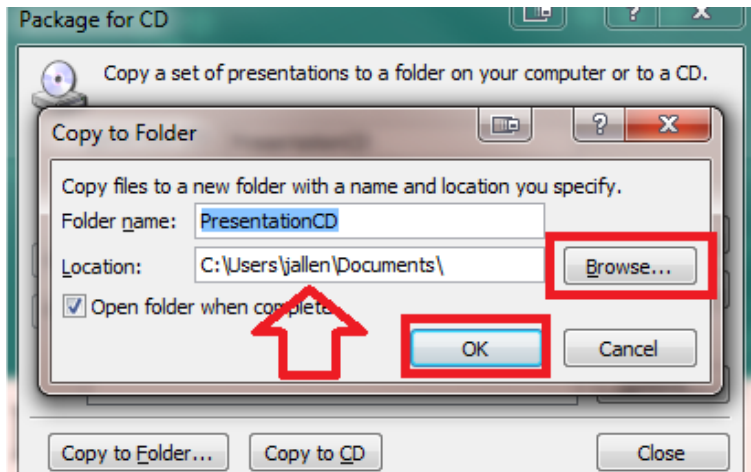 Package for CD
Copy a set of presentations to a folder on your computer or to a CD.
Copy to Folder
Copy files to a new folder with a name and location you specify.
Folder name: PresentationCD
Location: C:\Users\jallen\Documents\ Browse...
Open folder when complete
OK Cancel
Copy to Folder... Copy to CD Close